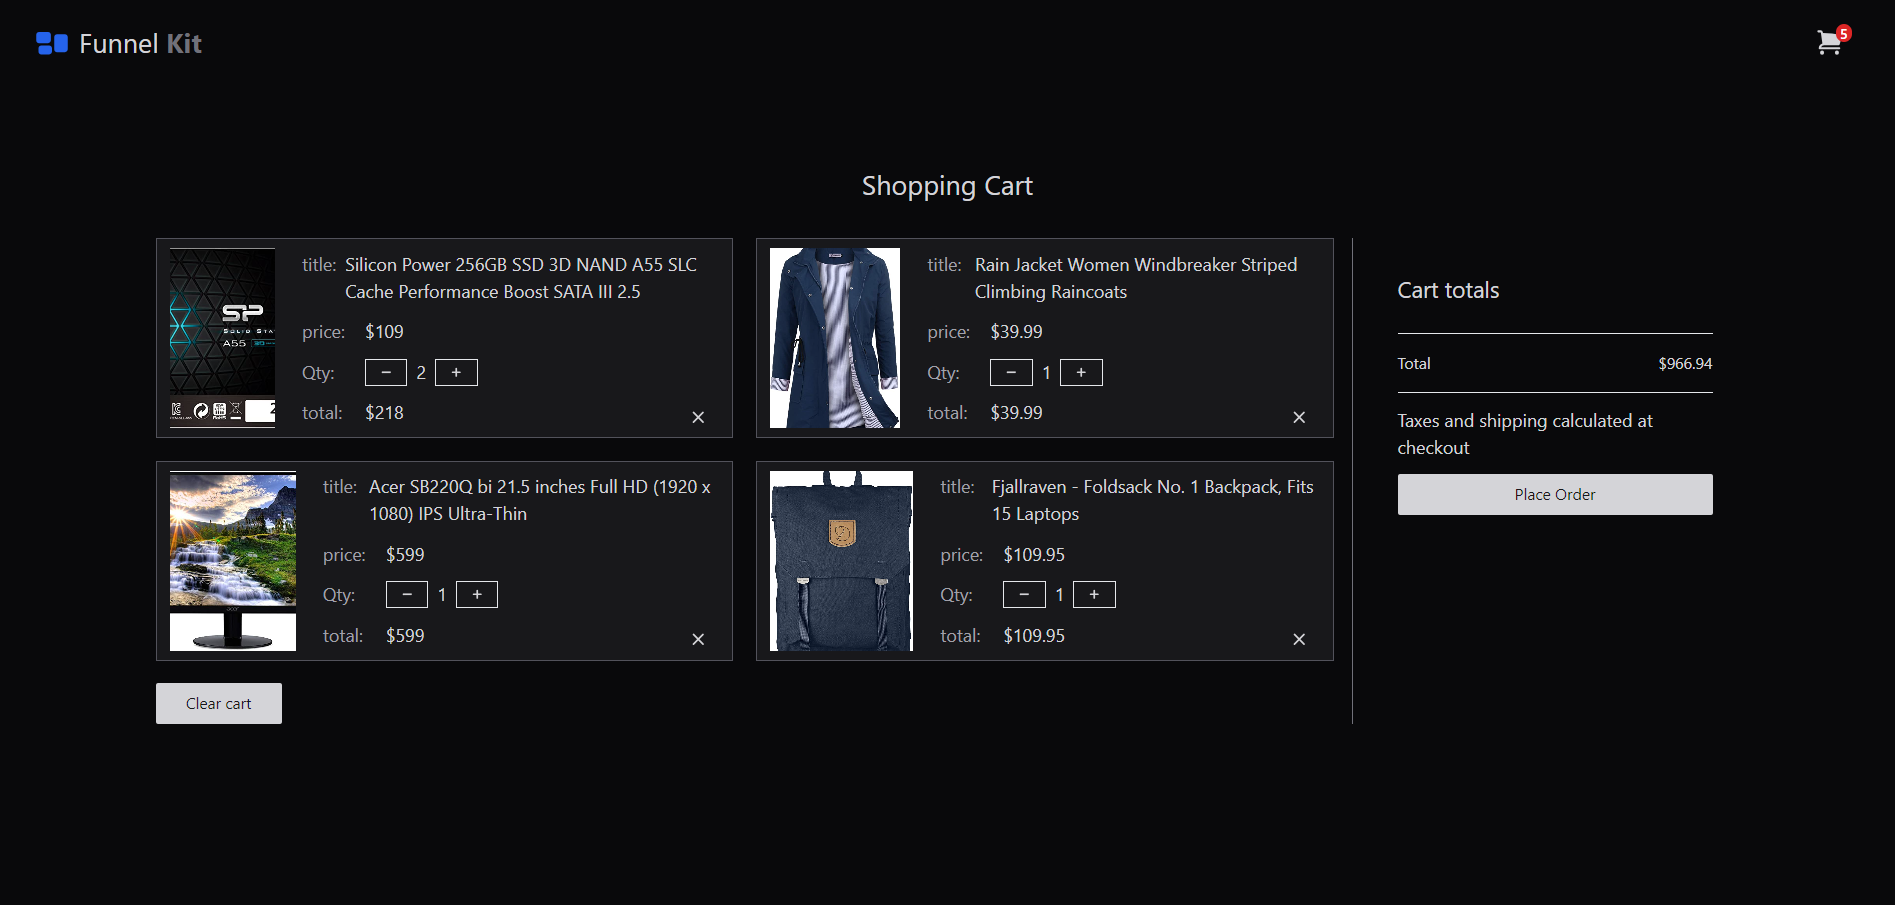 Funnel Kit
5
Shopping Cart
title: Silicon Power 256GB SSD 3D NAND A55 SLC
Cache Performance Boost SATA III 2.5
price: $109
Qty: − 2 +
total: $218
×
SP
SOLID STA
A55
3D
2
title: Rain Jacket Women Windbreaker Striped
Climbing Raincoats
price: $39.99
Qty: − 1 +
total: $39.99
×
title: Acer SB220Q bi 21.5 inches Full HD (1920 x
1080) IPS Ultra-Thin
price: $599
Qty: − 1 +
total: $599
×
acer
title: Fjallraven - Foldsack No. 1 Backpack, Fits
15 Laptops
price: $109.95
Qty: − 1 +
total: $109.95
×
Clear cart
Cart totals
Total $966.94
Taxes and shipping calculated at
checkout
Place Order